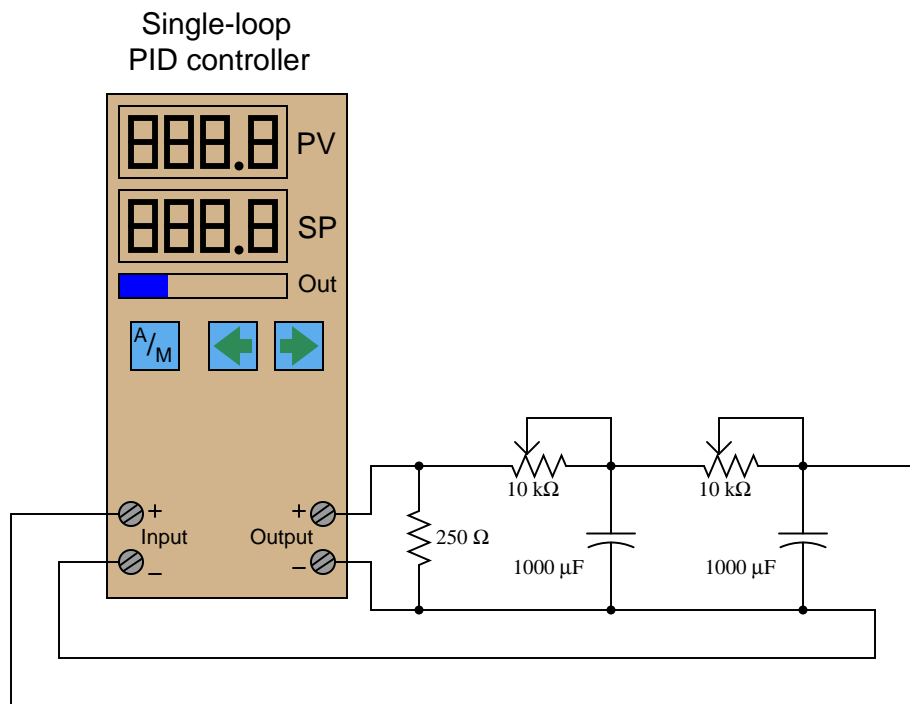 Single-loop
PID controller
888.8 PV
888.8 SP
Out
A/M
+ Input −
Output + −
250 Ω
10 kΩ
1000 µF
10 kΩ
1000 µF